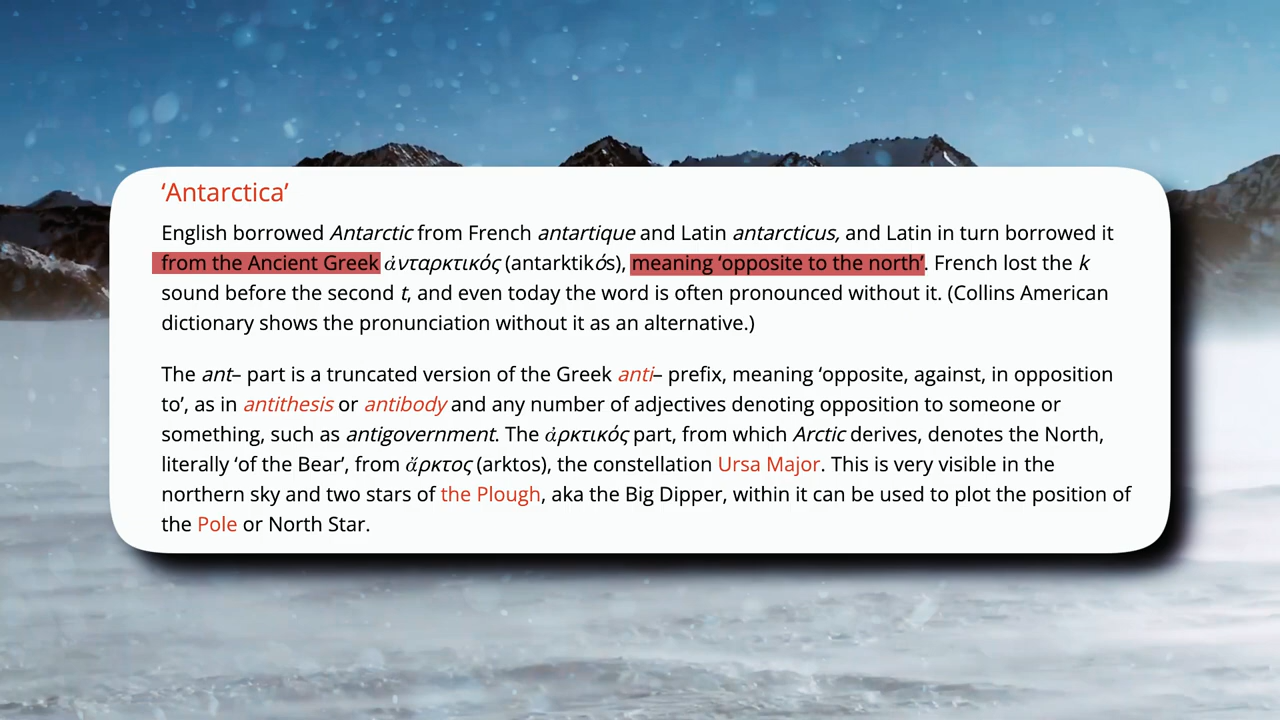 ‘Antarctica’
English borrowed Antarctic from French antartique and Latin antarcticus, and Latin in turn borrowed it
from the Ancient Greek ἀνταρκτικός (antarktikós), meaning ‘opposite to the north’. French lost the k
sound before the second t, and even today the word is often pronounced without it. (Collins American
dictionary shows the pronunciation without it as an alternative.)
The ant– part is a truncated version of the Greek anti– prefix, meaning ‘opposite, against, in opposition
to’, as in antithesis or antibody and any number of adjectives denoting opposition to someone or
something, such as antigovernment. The ἀρκτικός part, from which Arctic derives, denotes the North,
literally ‘of the Bear’, from ἄρκτος (arktos), the constellation Ursa Major. This is very visible in the
northern sky and two stars of the Plough, aka the Big Dipper, within it can be used to plot the position of
the Pole or North Star.